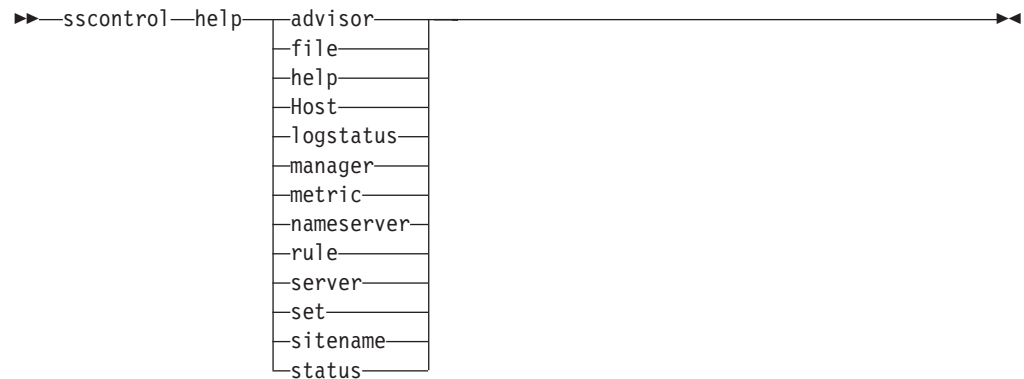 sscontrol help advisor
file
help
Host
logstatus
manager
metric
nameserver
rule
server
set
sitename
status